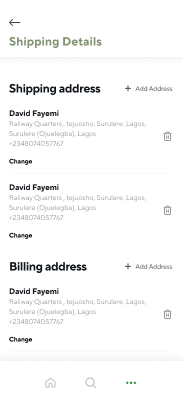 Shipping Details
Shipping address
+ Add Address
David Fayemi
Railway Quarters, tejuosho, Surulere ,Lagos,
Surulere (Ojuelegba), Lagos
+2348074057767
Change
David Fayemi
Railway Quarters, tejuosho, Surulere ,Lagos,
Surulere (Ojuelegba), Lagos
+2348074057767
Change
Billing address
+ Add Address
David Fayemi
Railway Quarters, tejuosho, Surulere ,Lagos,
Surulere (Ojuelegba), Lagos
+2348074057767
Change